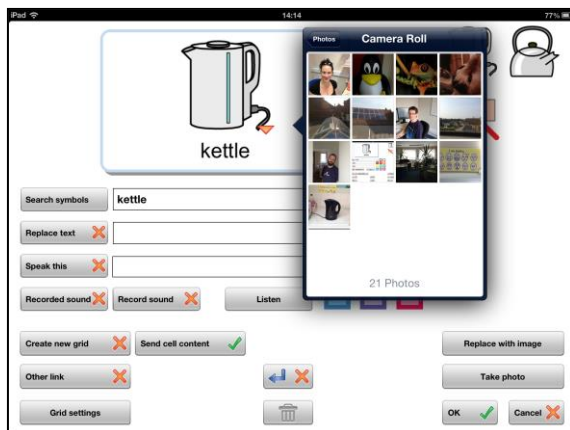 iPad
14:14
77%
Photos
Camera Roll
kettle
Search symbols
kettle
Replace text
Speak this
Recorded sound
Record sound
Listen
21 Photos
Create new grid
Send cell content
Replace with image
Other link
Take photo
Grid settings
OK
Cancel